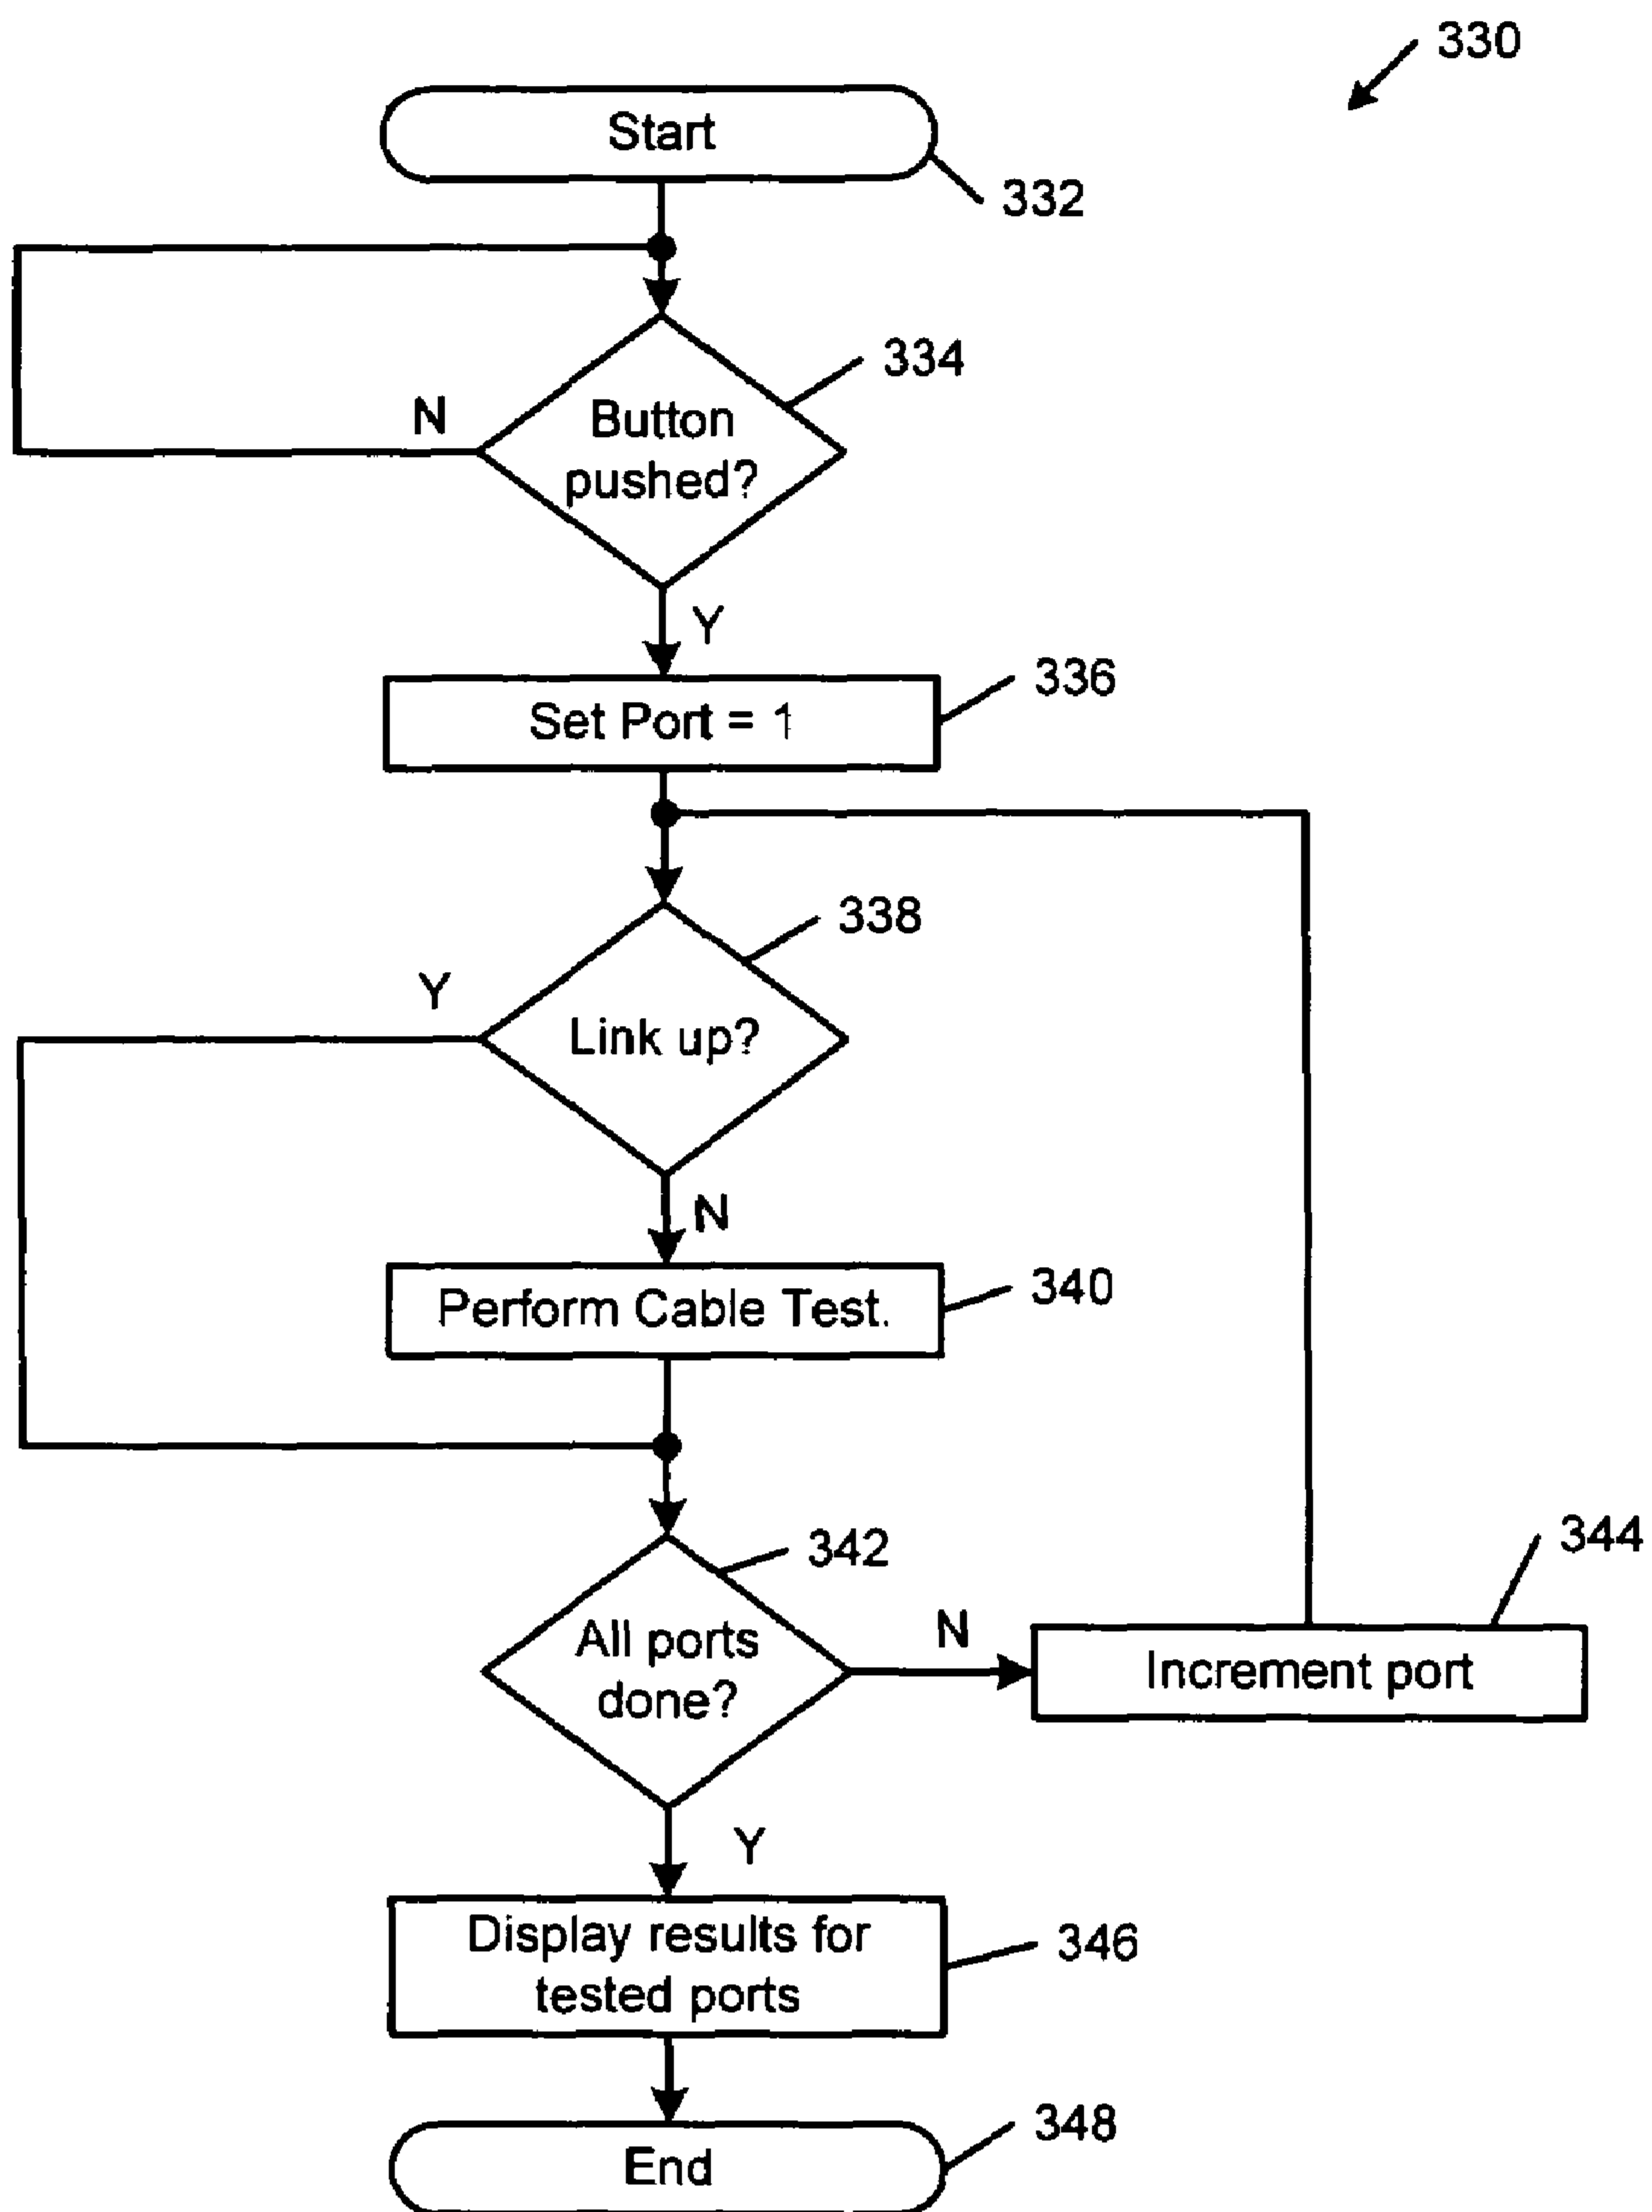 330
Start
332
334
N
Button
pushed?
Y
336
Set Port = 1
338
Y
Link up?
N
340
Perform Cable Test.
342
344
All ports
done?
N
Increment port
Y
Display results for
tested ports
346
348
End